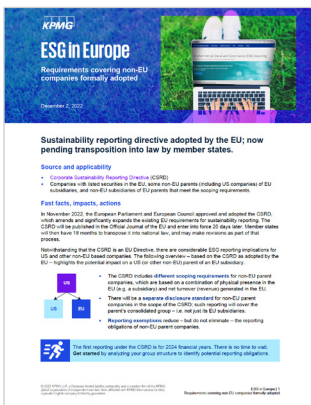 KPMG
ESG in Europe
Requirements covering non-EU
companies formally adopted
December 2, 2022
Sustainability reporting directive adopted by the EU; now
pending transposition into law by member states.
Source and applicability
• Corporate Sustainability Reporting Directive (CSRD)
• Companies with listed securities in the EU, some non-EU parents (including US companies) of EU
subsidiaries, and non-EU subsidiaries of EU parents that meet the scoping requirements.
Fast facts, impacts, actions
In November 2022, the European Parliament and European Council approved and adopted the CSRD,
which amends and significantly expands the existing EU requirements for sustainability reporting. The
CSRD will be published in the Official Journal of the EU and enter into force 20 days later. Member states
will then have 18 months to transpose it into national law, and may make revisions as part of that
process.
Notwithstanding that the CSRD is an EU Directive, there are considerable ESG reporting implications for
US and other non-EU based companies. The following overview – based on the CSRD as adopted by the
EU – highlights the potential impact on a US (or other non-EU) parent of an EU subsidiary.
US
US
EU
• The CSRD includes different scoping requirements for non-EU parent
companies, which are based on a combination of physical presence in the
EU (e.g. a subsidiary) and net turnover (revenue) generated in the EU.
• There will be a separate disclosure standard for non-EU parent
companies in the scope of the CSRD; such reporting will cover the
parent's consolidated group – i.e. not just its EU subsidiaries.
• Reporting exemptions reduce – but do not eliminate – the reporting
obligations of non-EU parent companies.
The first reporting under the CSRD is for 2024 financial years. There is no time to wait.
Get started by analyzing your group structure to identify potential reporting obligations.
ESG in Europe | 1
Requirements covering non-EU companies formally adopted